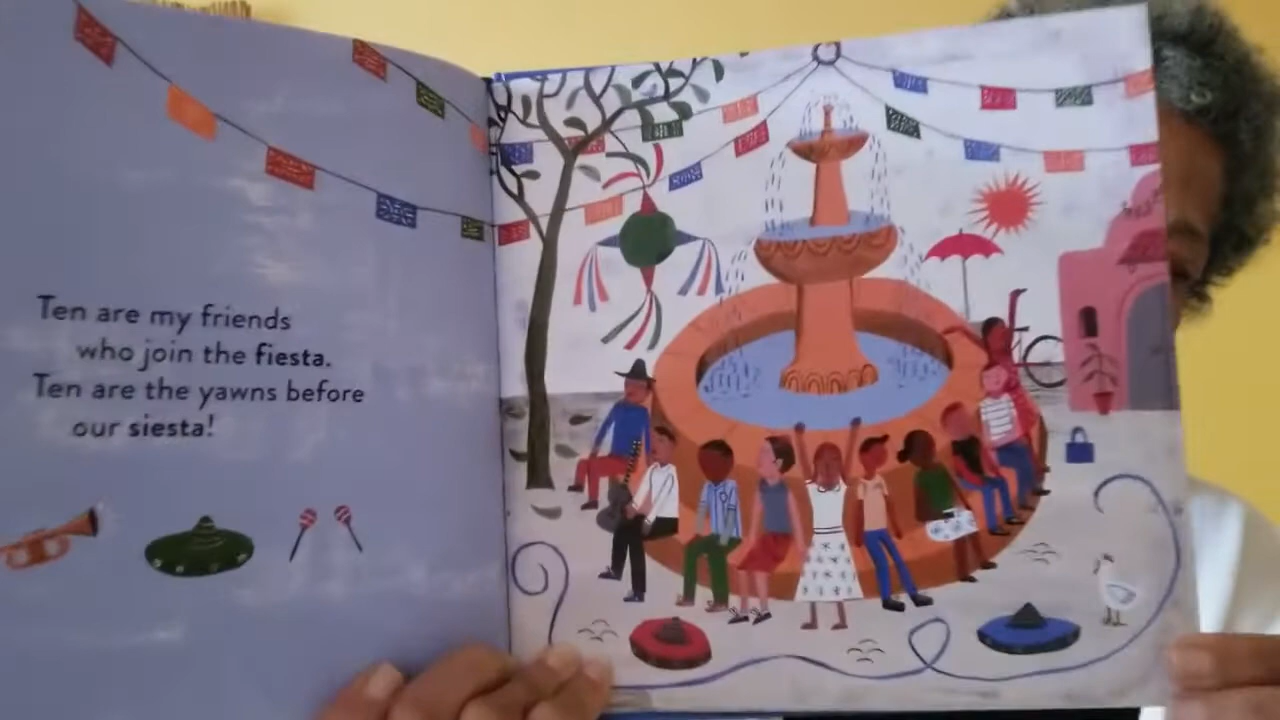 Ten are my friends
who join the fiesta.
Ten are the yawns before
our siesta!